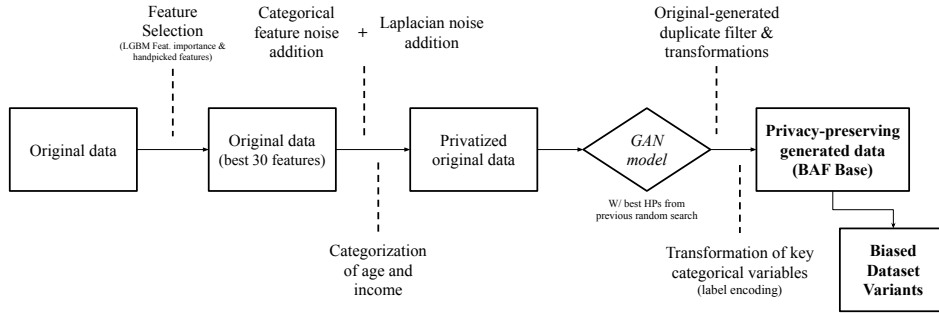 Feature
Selection
(LGBM Feat. importance &
handpicked features)
Categorical
feature noise
addition
+
Laplacian noise
addition
Original-generated
duplicate filter &
transformations
Original data
Original data
(best 30 features)
Privatized
original data
GAN
model
Privacy-preserving
generated data
(BAF Base)
W/ best HPs from
previous random search
Categorization
of age and
income
Transformation of key
categorical variables
(label encoding)
Biased
Dataset
Variants